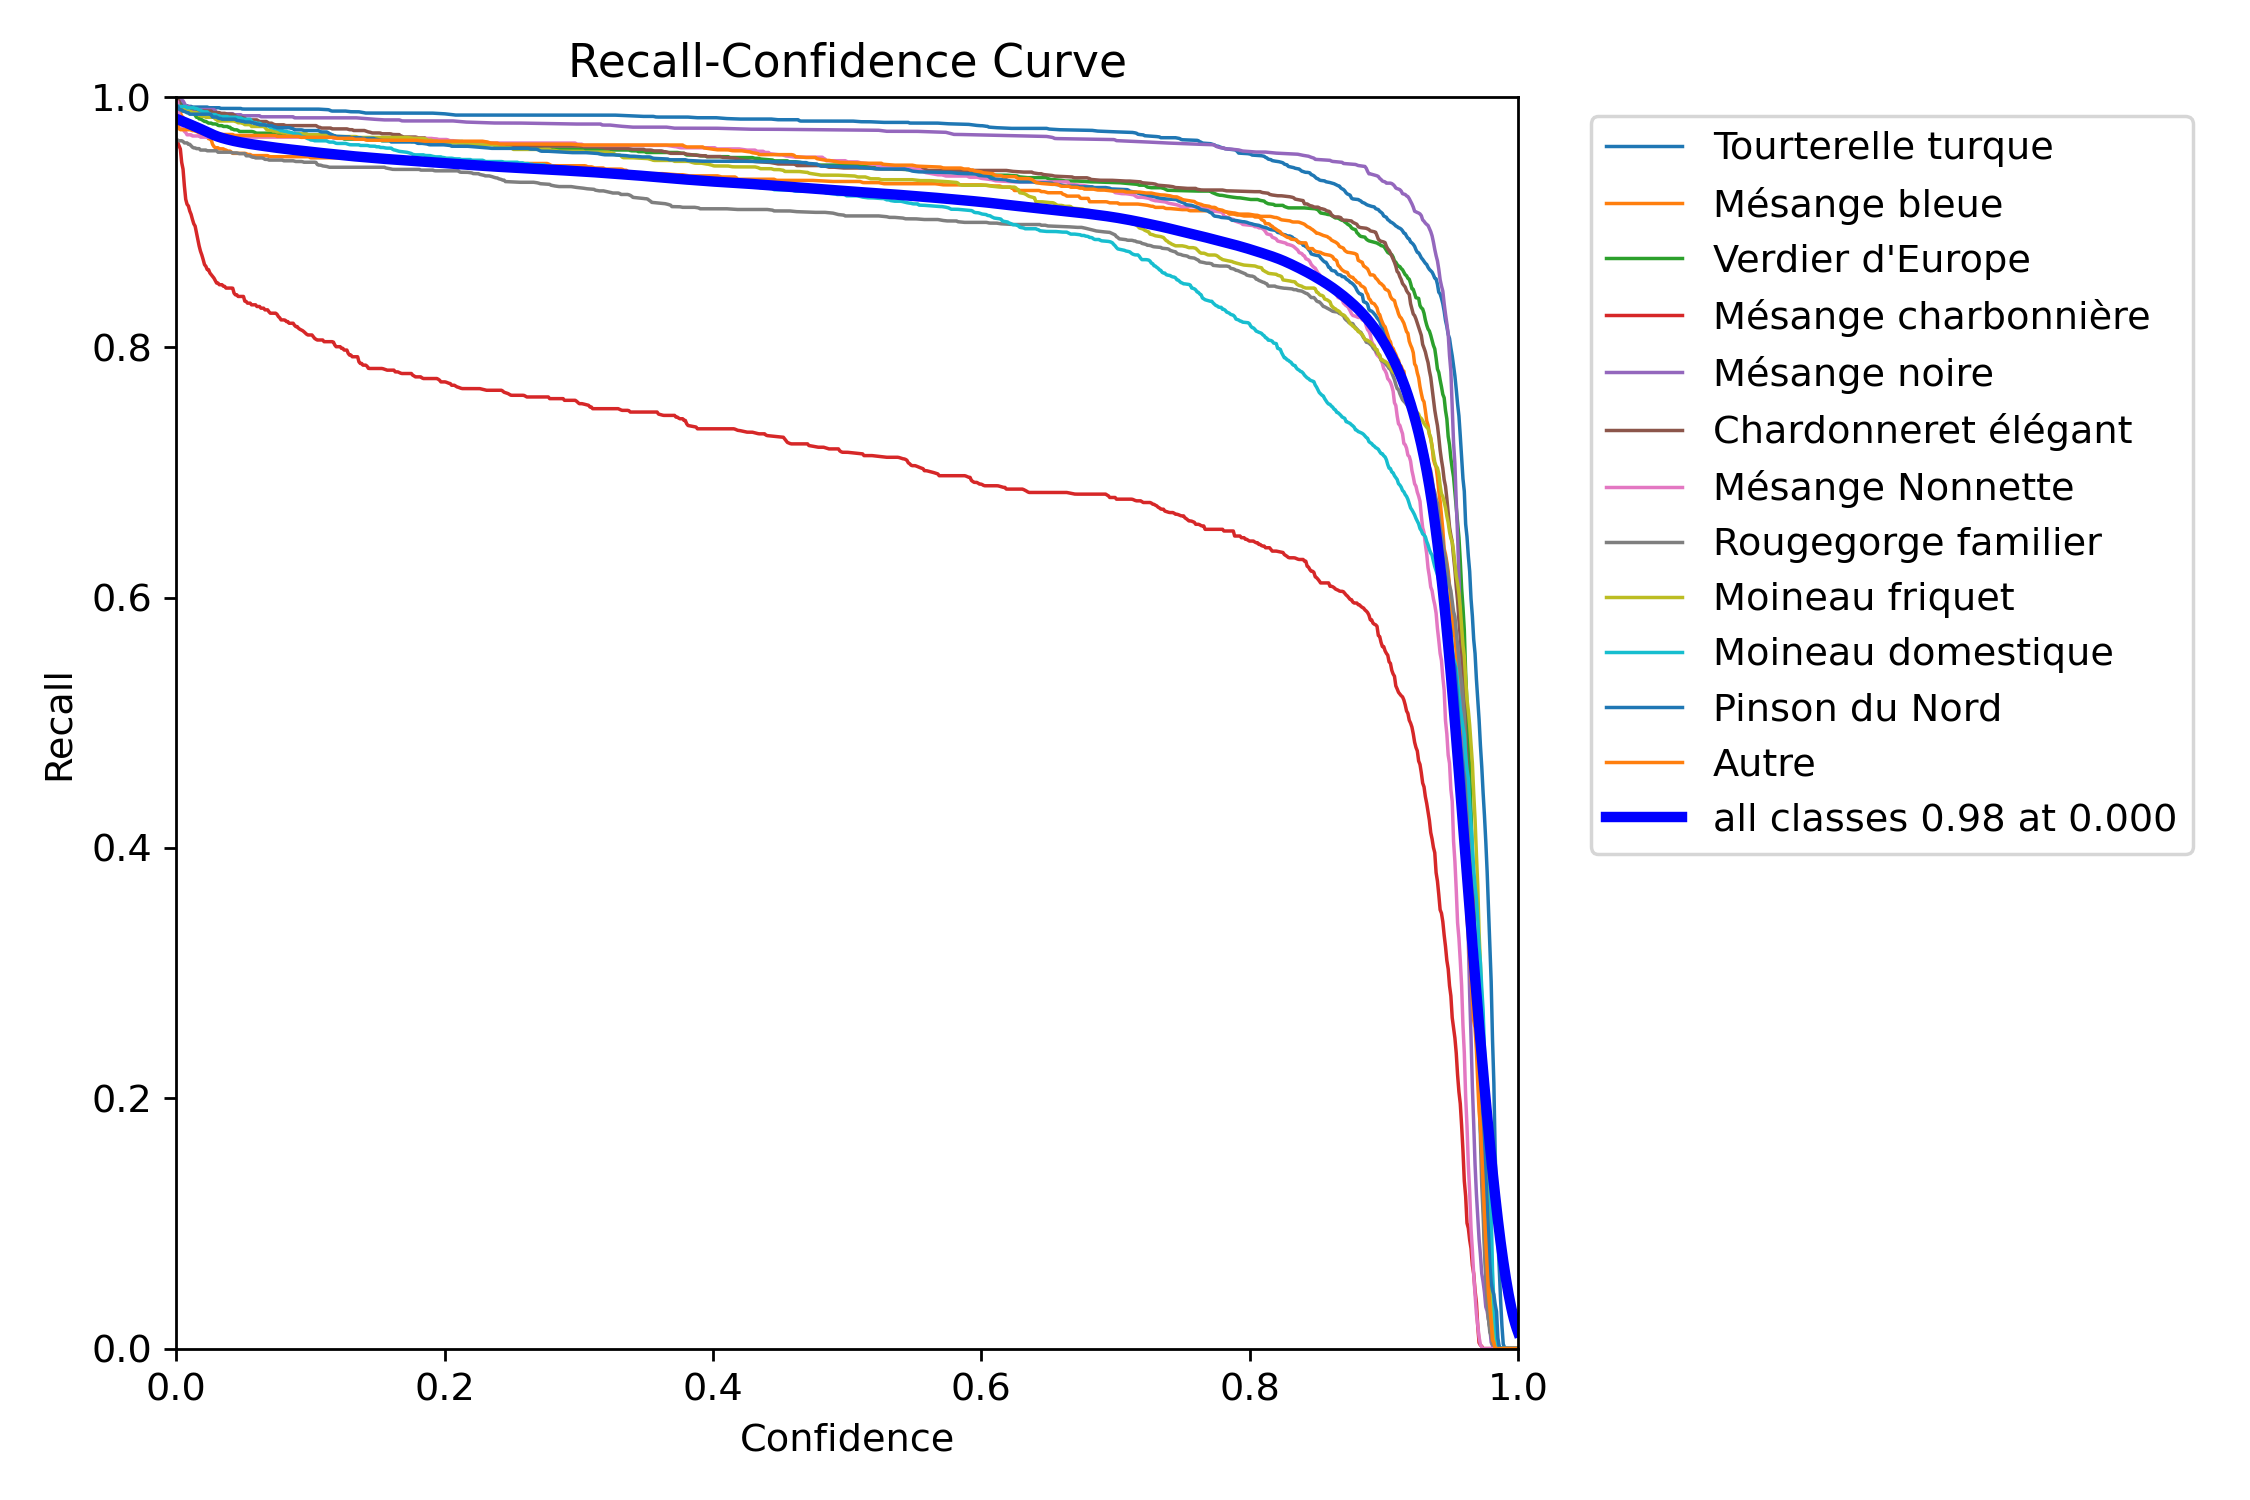 Recall-Confidence Curve
1.0
0.8
0.6
0.4
0.2
0.0
Recall
0.0 0.2 0.4 0.6 0.8 1.0
Confidence
Tourterelle turque
Mésange bleue
Verdier d'Europe
Mésange charbonnière
Mésange noire
Chardonneret élégant
Mésange Nonnette
Rougegorge familier
Moineau friquet
Moineau domestique
Pinson du Nord
Autre
all classes 0.98 at 0.000